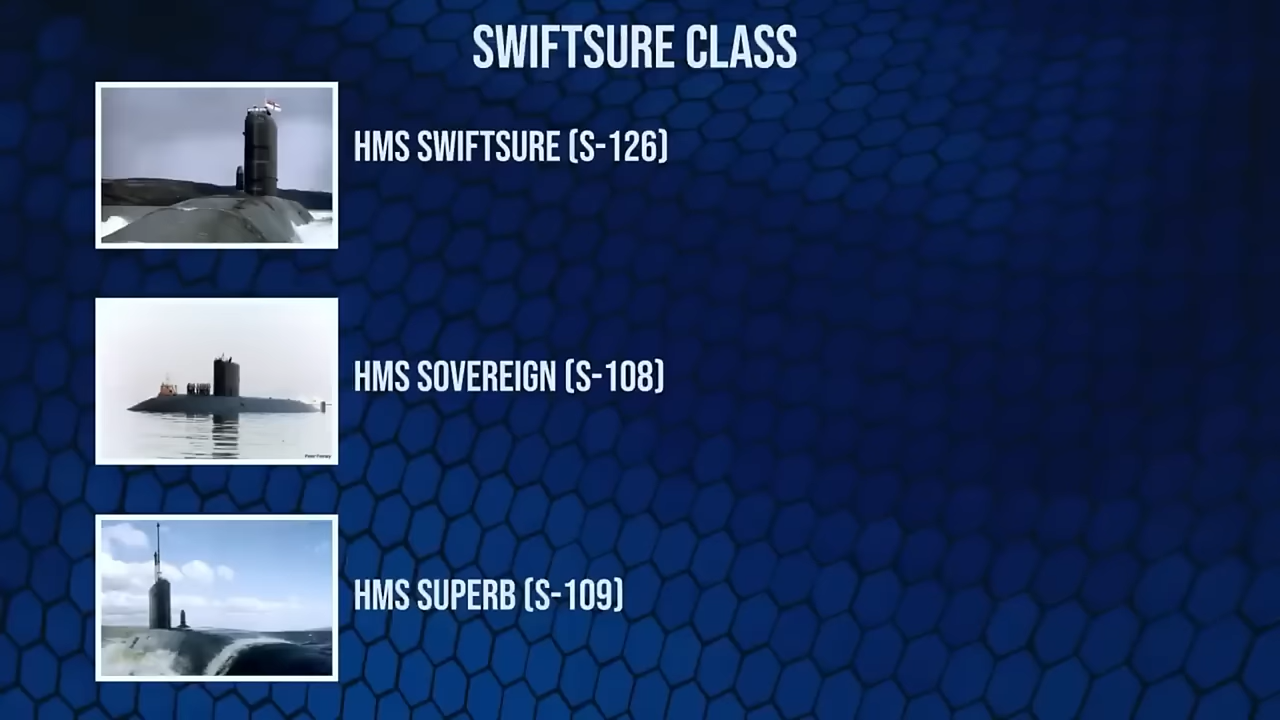 SWIFTSURE CLASS
HMS SWIFTSURE (S-126)
HMS SOVEREIGN (S-108)
HMS SUPERB (S-109)